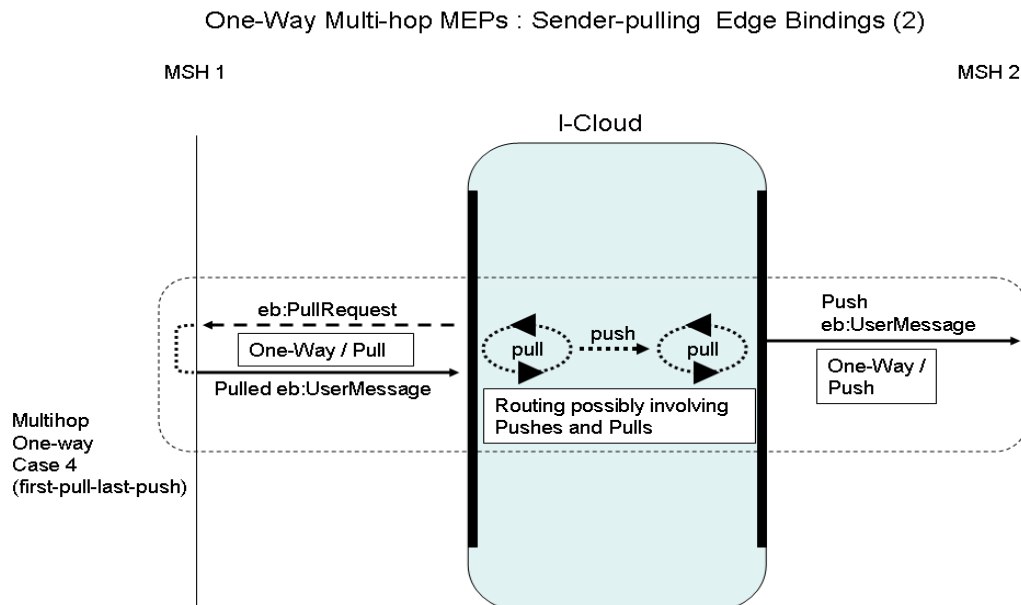 One-Way Multi-hop MEPs : Sender-pulling Edge Bindings (2)
MSH 1
MSH 2
I-Cloud
eb:PullRequest
One-Way / Pull
Pulled eb:UserMessage
pull
push
pull
Routing possibly involving
Pushes and Pulls
Push
eb:UserMessage
One-Way /
Push
Multihop
One-way
Case 4
(first-pull-last-push)